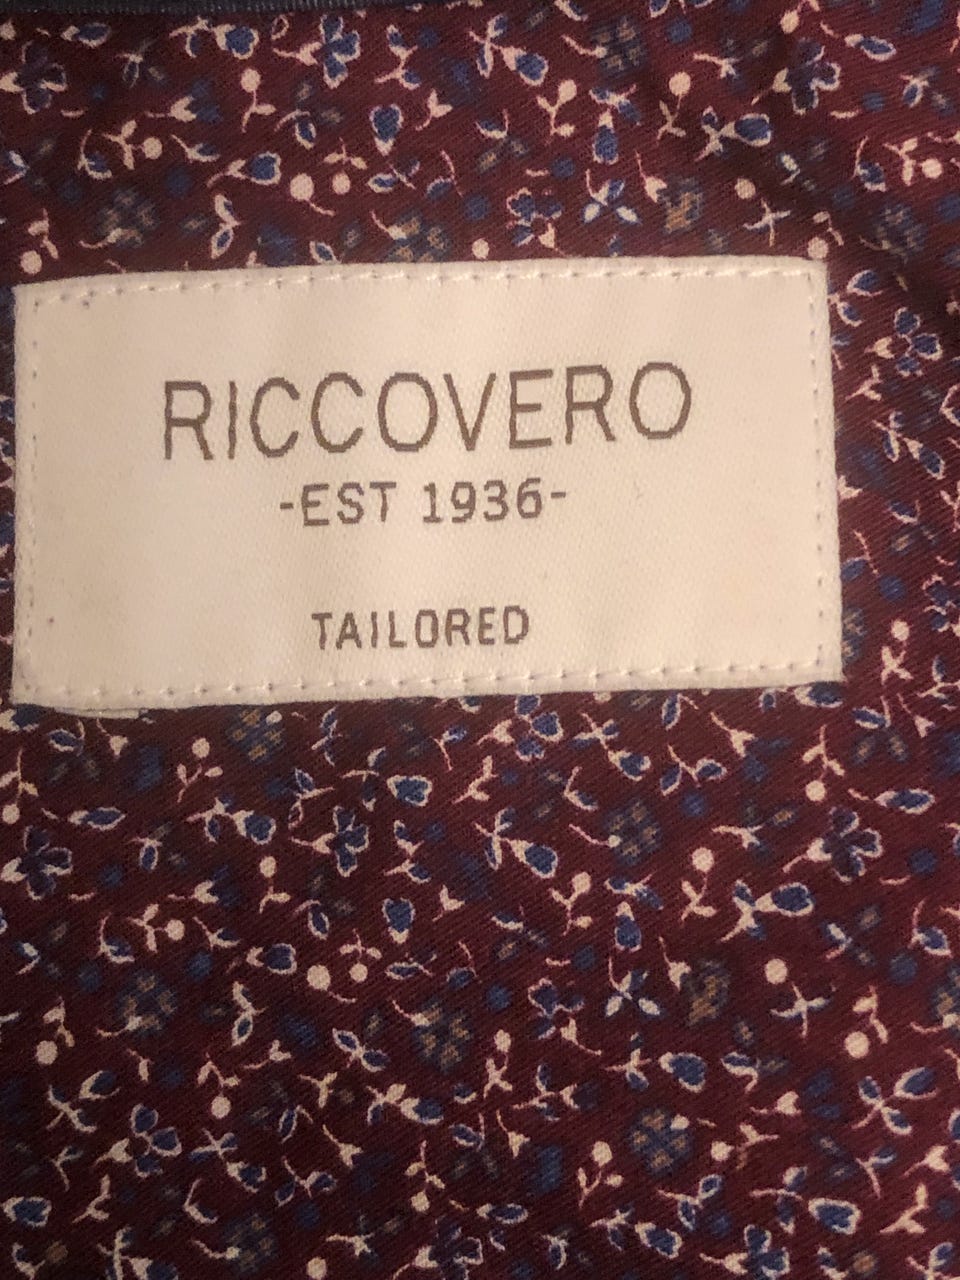 RICCOVERO
-EST 1936-
TAILORED